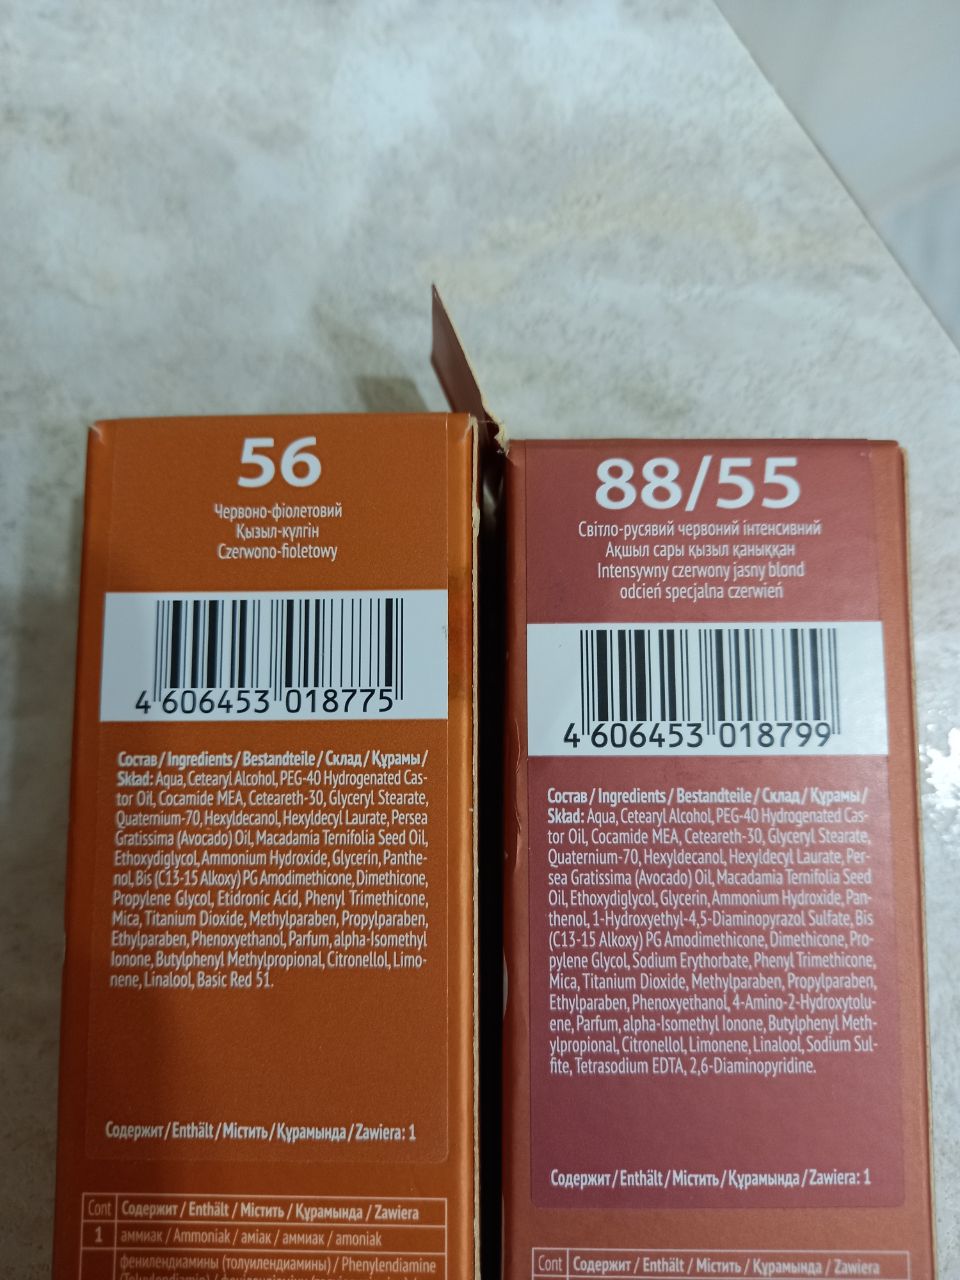 56
Червоно-фіолетовий
Қызыл-күлгін
Czerwono-fioletowy
4 606453 018775
Состав / Ingredients / Bestandteile / Склад / Құрамы /
Skład: Aqua, Cetearyl Alcohol, PEG-40 Hydrogenated Cas-
tor Oil, Cocamide MEA, Ceteareth-30, Glyceryl Stearate,
Quaternium-70, Hexyldecanol, Hexyldecyl Laurate, Persea
Gratissima (Avocado) Oil, Macadamia Ternifolia Seed Oil,
Ethoxydiglycol, Ammonium Hydroxide, Glycerin, Panthe-
nol, Bis (C13-15 Alkoxy) PG Amodimethicone, Dimethicone,
Propylene Glycol, Etidronic Acid, Phenyl Trimethicone,
Mica, Titanium Dioxide, Methylparaben, Propylparaben,
Ethylparaben, Phenoxyethanol, Parfum, alpha-Isomethyl
Ionone, Butylphenyl Methylpropional, Citronellol, Limo-
nene, Linalool, Basic Red 51.
Содержит / Enthält / Містить / Құрамында / Zawiera: 1
Cont Содержит / Enthält / Містить / Құрамында / Zawiera
1 аммиак / Ammoniak / аміак / аммиак / amoniak
фенилендиамины (толуилендиамины) / Phenylendiamine
88/55
Світло-русявий червоний інтенсивний
Ақшыл сары қызыл қаныққан
Intensywny czerwony jasny blond
odcień specjalna czerwień
4 606453 018799
Состав / Ingredients / Bestandteile / Склад / Құрамы /
Skład: Aqua, Cetearyl Alcohol, PEG-40 Hydrogenated Cas-
tor Oil, Cocamide MEA, Ceteareth-30, Glyceryl Stearate,
Quaternium-70, Hexyldecanol, Hexyldecyl Laurate, Per-
sea Gratissima (Avocado) Oil, Macadamia Ternifolia Seed
Oil, Ethoxydiglycol, Glycerin, Ammonium Hydroxide, Pan-
thenol, 1-Hydroxyethyl-4,5-Diaminopyrazol Sulfate, Bis
(C13-15 Alkoxy) PG Amodimethicone, Dimethicone, Pro-
pylene Glycol, Sodium Erythorbate, Phenyl Trimethicone,
Mica, Titanium Dioxide, Methylparaben, Propylparaben,
Ethylparaben, Phenoxyethanol, 4-Amino-2-Hydroxytolu-
ene, Parfum, alpha-Isomethyl Ionone, Butylphenyl Meth-
ylpropional, Citronellol, Limonene, Linalool, Sodium Sul-
fite, Tetrasodium EDTA, 2,6-Diaminopyridine.
Содержит / Enthält / Містить / Құрамында / Zawiera: 1
Cont Содержит / Enthält / Містить / Құрамында / Zawiera